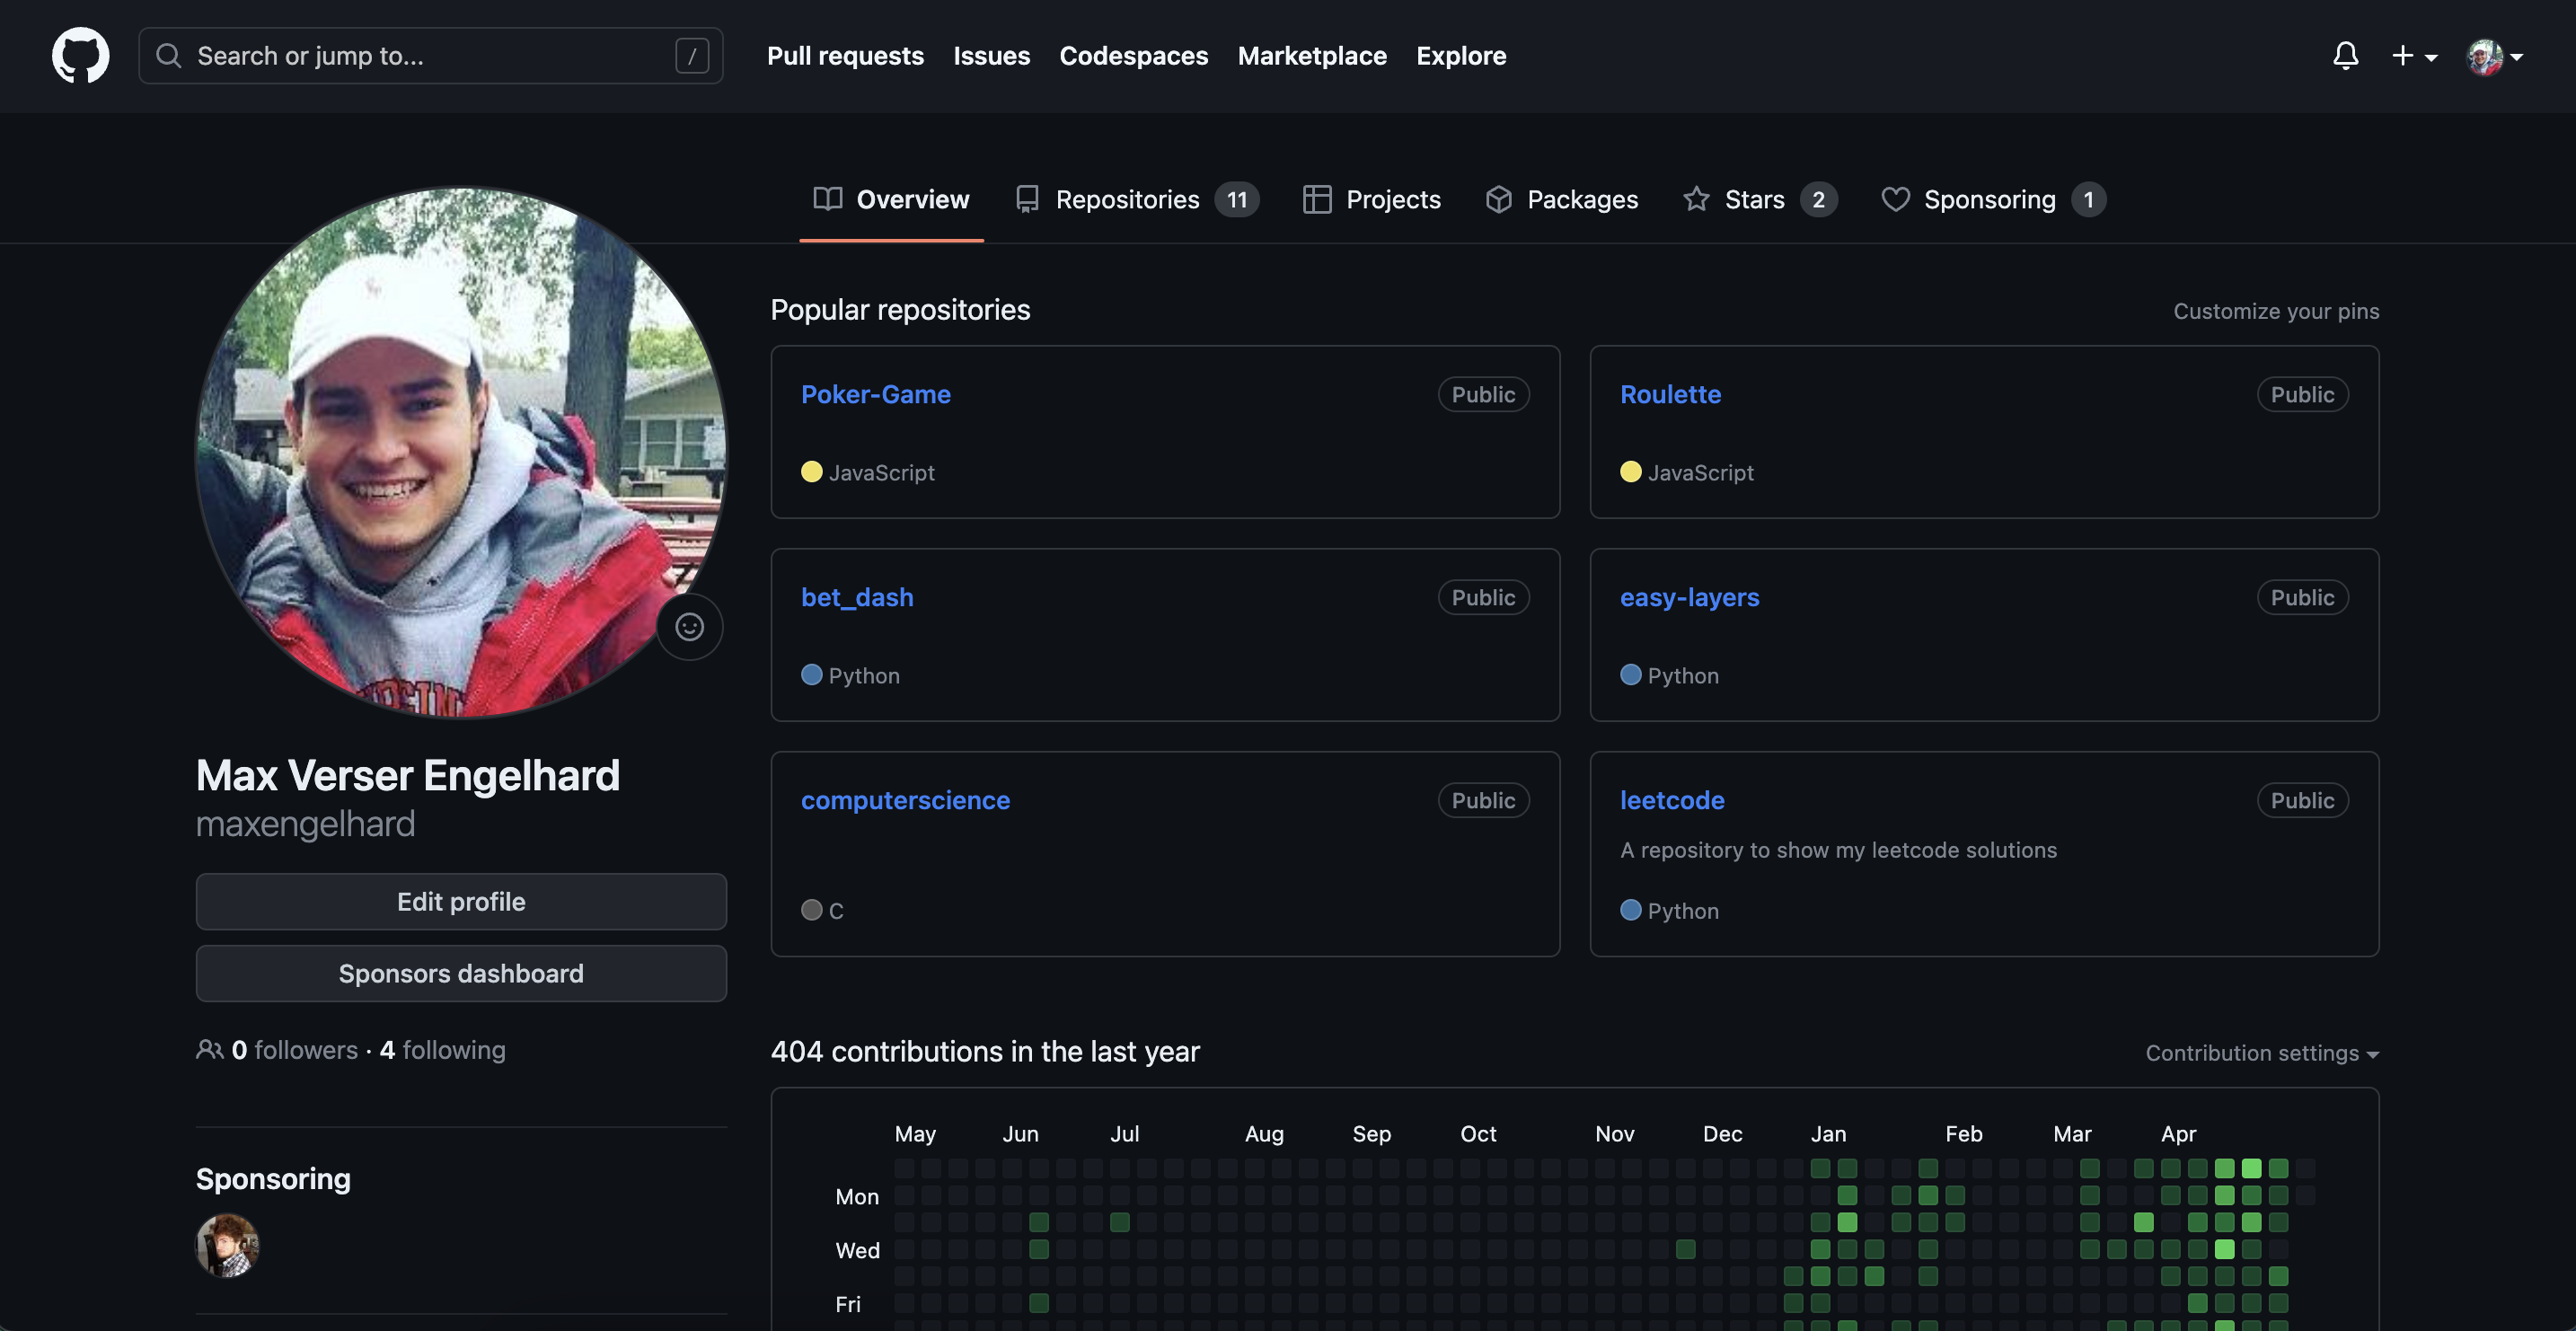 Search or jump to... /
Pull requests Issues Codespaces Marketplace Explore
Overview Repositories 11 Projects Packages Stars 2 Sponsoring 1
Max Verser Engelhard
maxengelhard
Edit profile
Sponsors dashboard
0 followers · 4 following
Sponsoring
Popular repositories Customize your pins
Poker-Game Public
JavaScript
Roulette Public
JavaScript
bet_dash Public
Python
easy-layers Public
Python
computerscience Public
C
leetcode Public
A repository to show my leetcode solutions
Python
404 contributions in the last year Contribution settings
May Jun Jul Aug Sep Oct Nov Dec Jan Feb Mar Apr
Mon
Wed
Fri